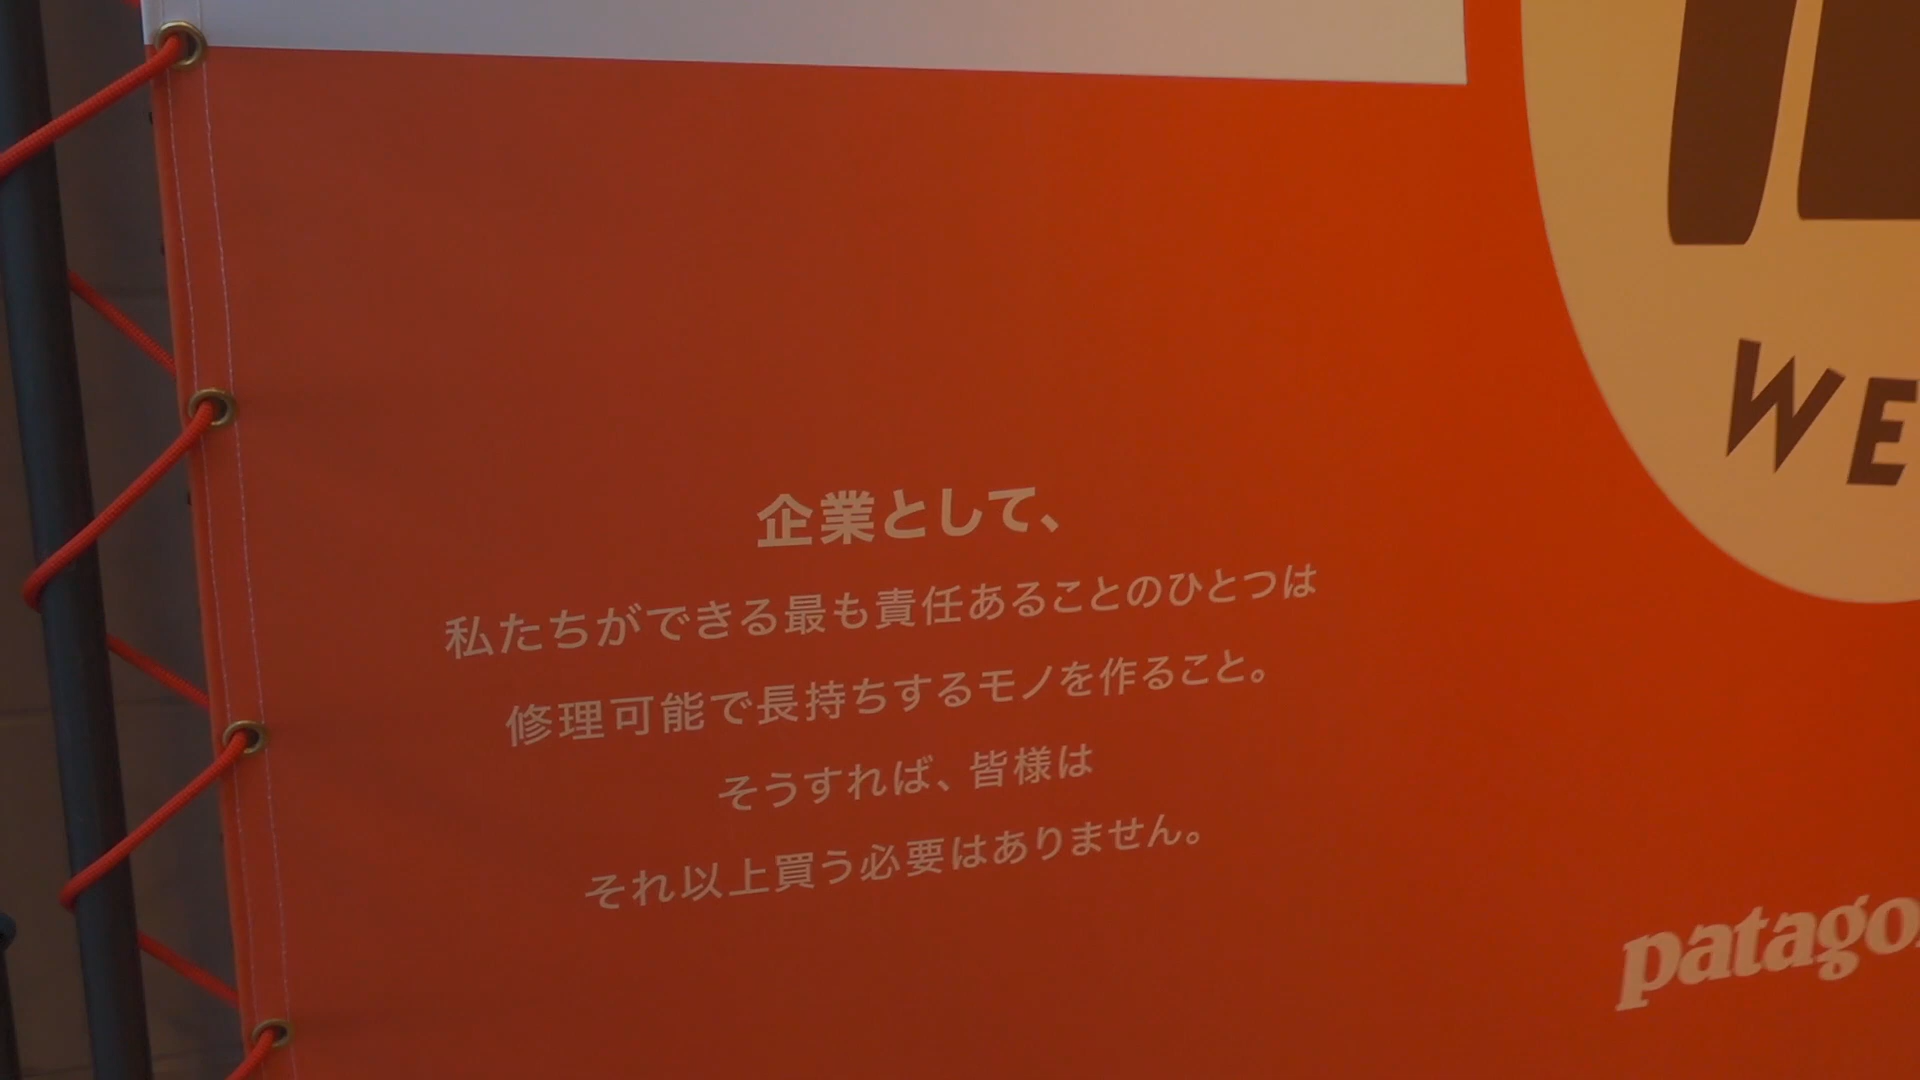 企業として、
私たちができる最も責任あることのひとつは
修理可能で長持ちするモノを作ること。
そうすれば、皆様は
それ以上買う必要はありません。
WE
patago